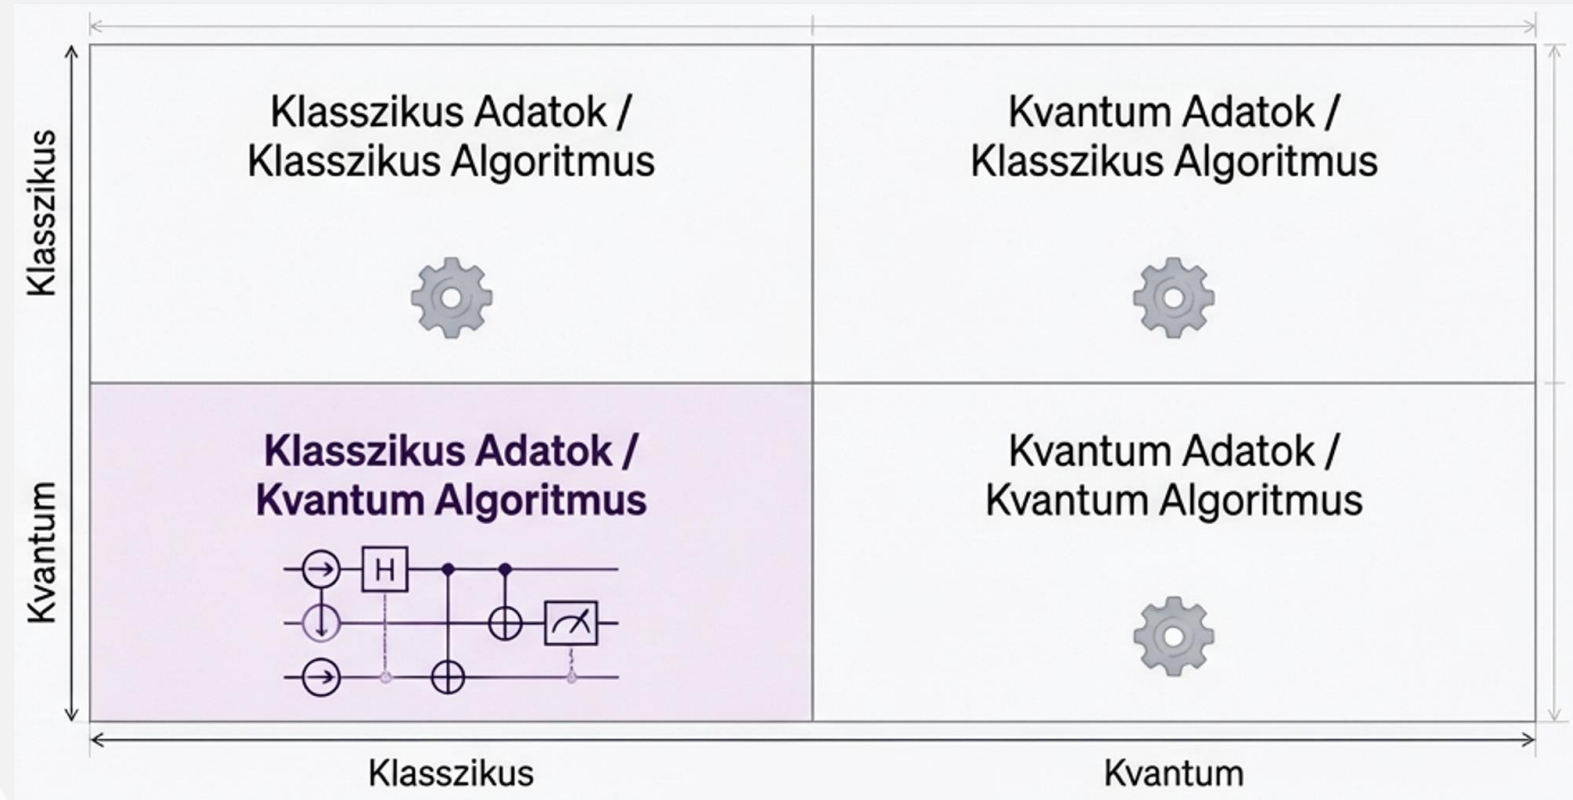 Klasszikus Adatok /
Klasszikus Algoritmus
Kvantum Adatok /
Klasszikus Algoritmus
Klasszikus
Klasszikus Adatok /
Kvantum Algoritmus
H
Kvantum Adatok /
Kvantum Algoritmus
Kvantum
Klasszikus
Kvantum